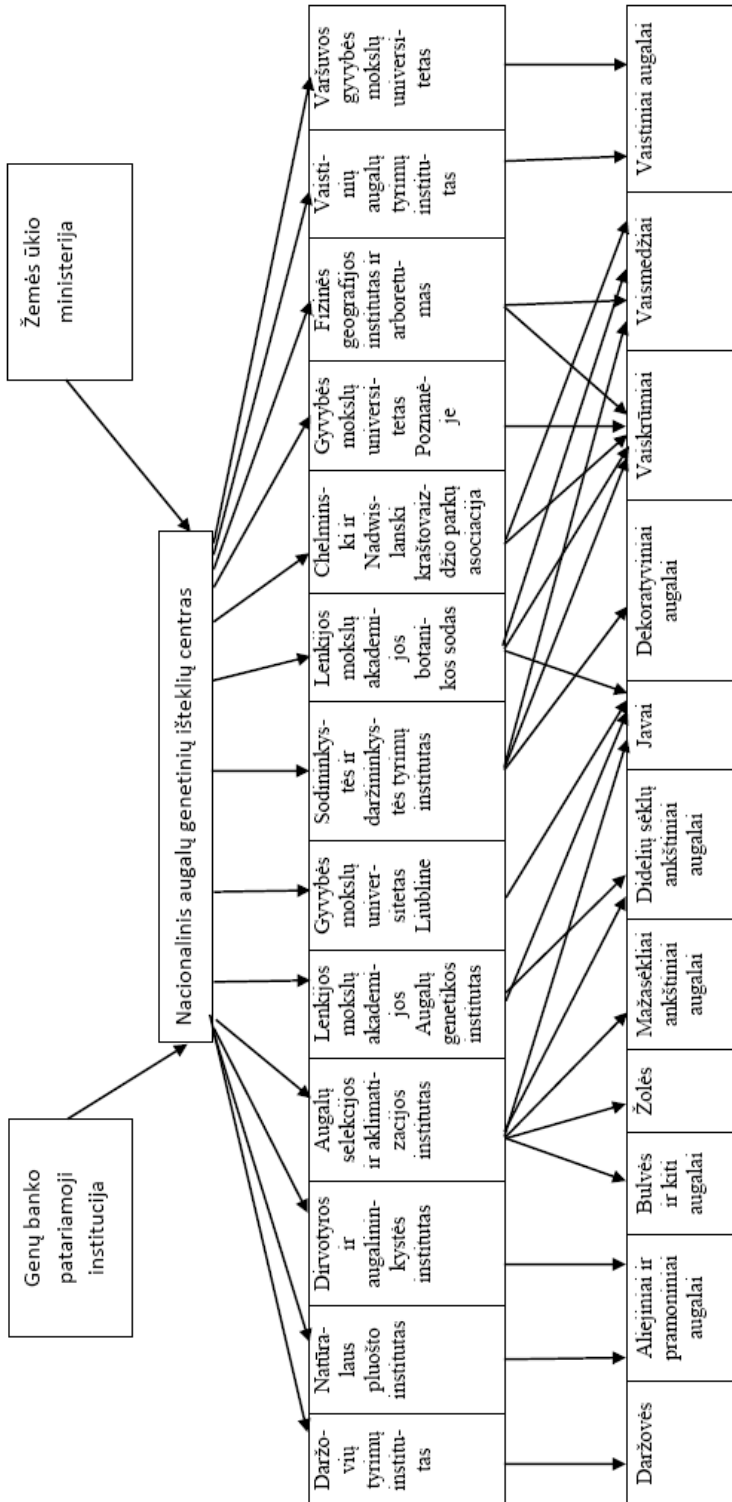 Genų banko
patariamoji
institucija
Žemės ūkio
ministerija
Nacionalinis augalų genetinių išteklių centras
Daržo-
vių
tyrimų
institu-
tas
Natūra-
laus
pluošto
institutas
Dirvotyros
ir
augalinin-
kystės
institutas
Augalų
selekcijos
ir aklimati-
zacijos
institutas
Lenkijos
mokslų
akademi-
jos
Augalų
genetikos
institutas
Gyvybės
mokslų
univer-
sitetas
Liubline
Sodininkys-
tės ir
daržininkys-
tės tyrimų
institutas
Lenkijos
mokslų
akademi-
jos
botani-
kos sodas
Chelmins-
ki ir
Nadwis-
lanski
kraštovaiz-
džio parkų
asociacija
Gyvybės
mokslų
universi-
tetas
Poznanė-
je
Fizinės
geografijos
institutas ir
arboretu-
mas
Vaisti-
nių
augalų
tyrimų
institu-
tas
Varšuvos
gyvybės
mokslų
universi-
tetas
Daržovės
Aliejiniai ir
pramoniniai
augalai
Bulvės
ir kiti
augalai
Žolės
Mažasėkliai
ankštiniai
augalai
Didelių sėklų
ankštiniai
augalai
Javai
Dekoratyviniai
augalai
Vaiskrūmiai
Vaismedžiai
Vaistiniai augalai